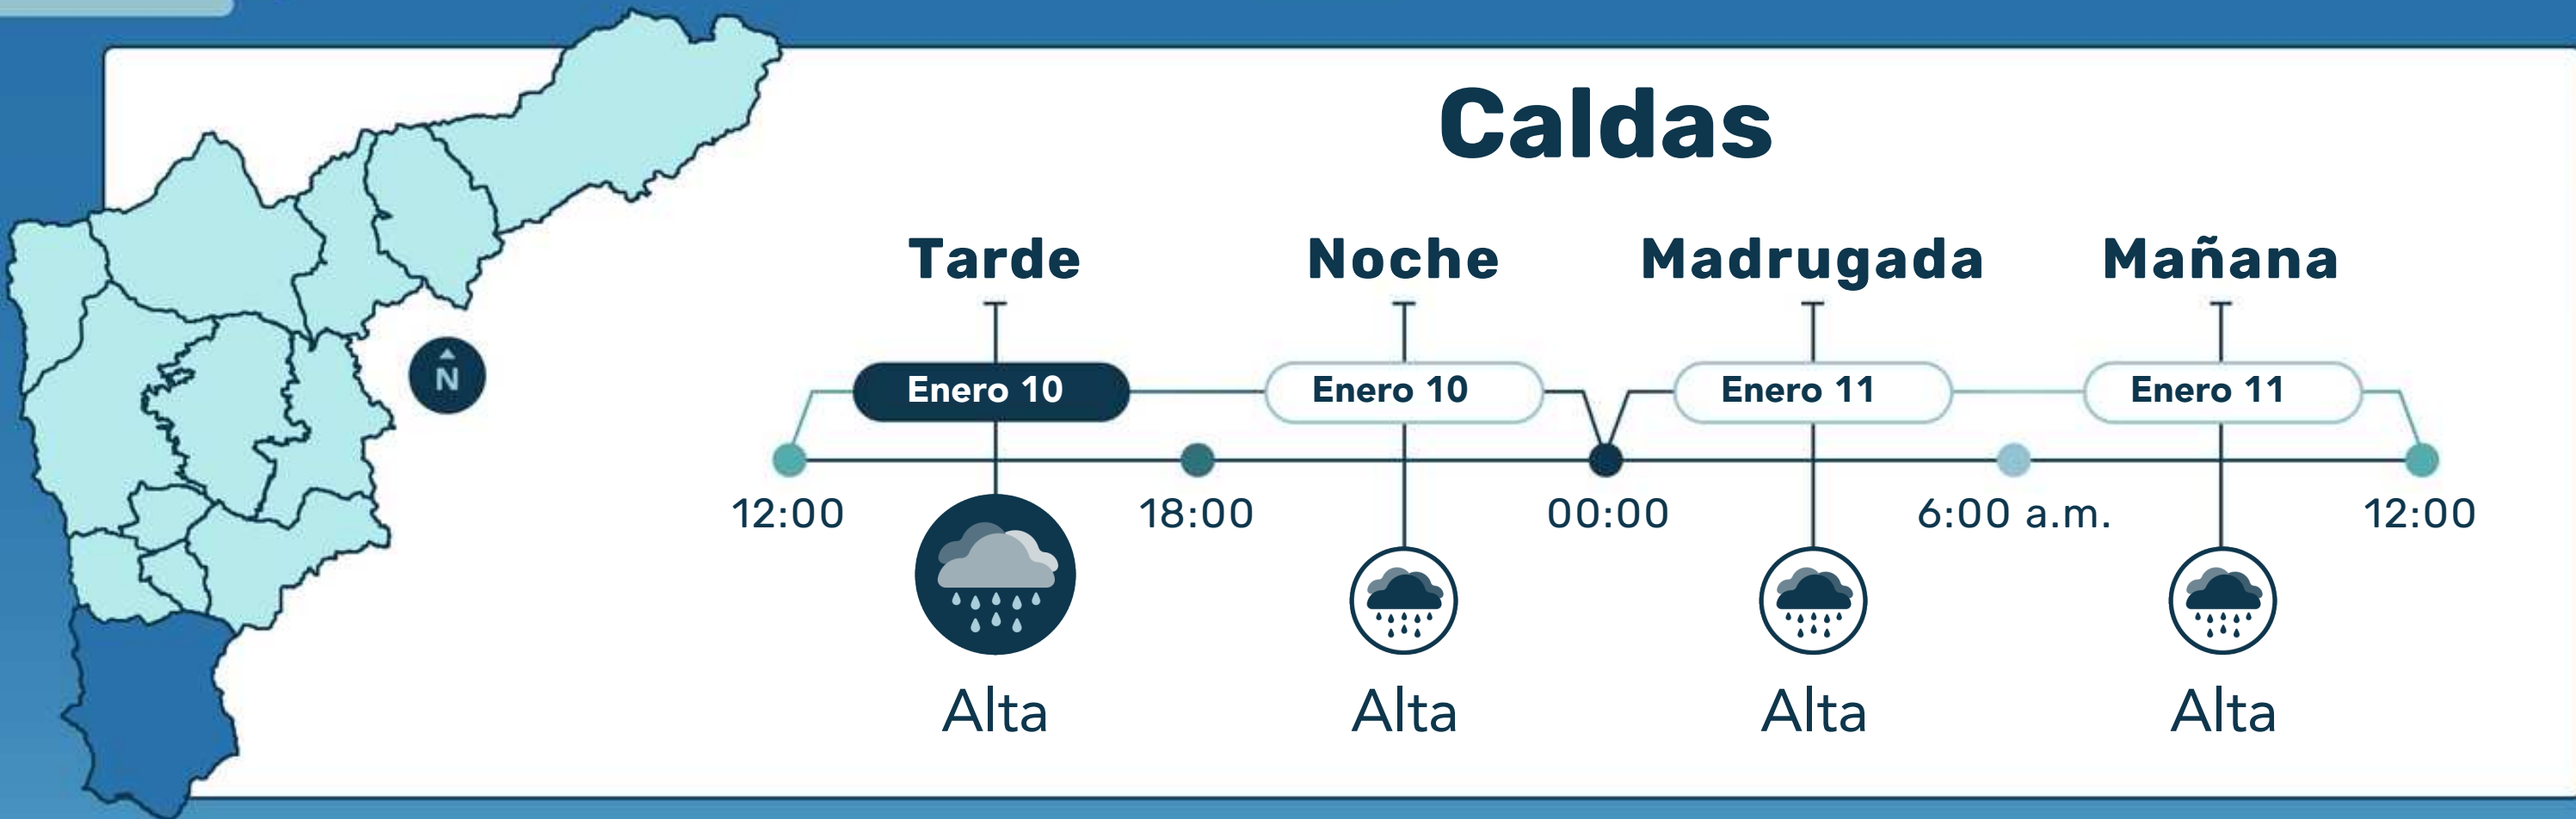 Caldas
Tarde Noche Madrugada Mañana
Enero 10 Enero 10 Enero 11 Enero 11
N
12:00 18:00 00:00 6:00 a.m. 12:00
Alta Alta Alta Alta